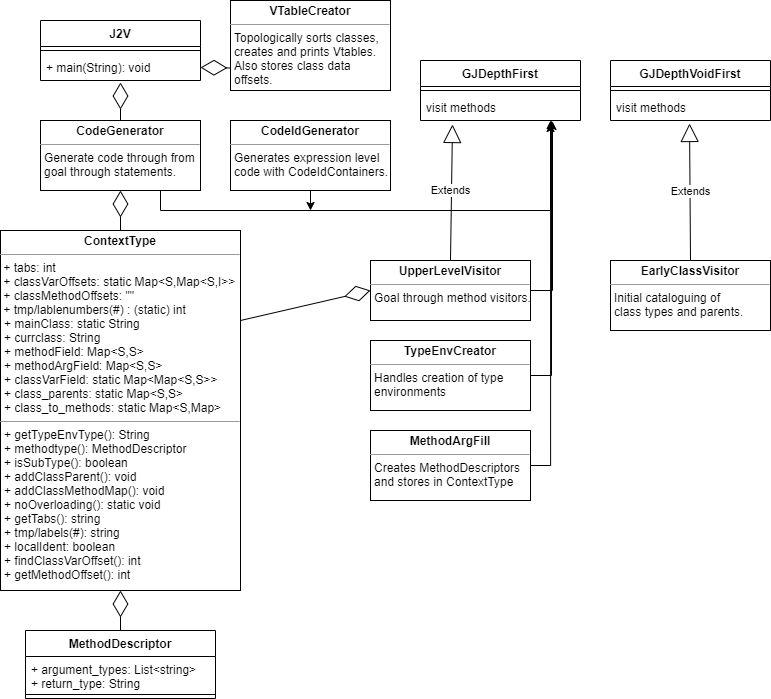 J2V
+ main(String): void
VTableCreator
Topologically sorts classes,
creates and prints Vtables.
Also stores class data
offsets.
GJDepthFirst
visit methods
GJDepthVoidFirst
visit methods
CodeGenerator
Generate code through from
goal through statements.
CodeIdGenerator
Generates expression level
code with CodeIdContainers.
Extends
Extends
ContextType
+ tabs: int
+ classVarOffsets: static Map<S,Map<S,I>>
+ classMethodOffsets: ""
+ tmp/lablenumbers(#) : (static) int
+ mainClass: static String
+ currclass: String
+ methodField: Map<S,S>
+ methodArgField: Map<S,S>
+ classVarField: static Map<Map<S,S>>
+ class_parents: static Map<S,S>
+ class_to_methods: static Map<S,Map>
+ getTypeEnvType(): String
+ methodtype(): MethodDescriptor
+ isSubType(): boolean
+ addClassParent(): void
+ addClassMethodMap(): void
+ noOverloading(): static void
+ getTabs(): string
+ tmp/labels(#): string
+ localIdent: boolean
+ findClassVarOffset(): int
+ getMethodOffset(): int
UpperLevelVisitor
Goal through method visitors.
EarlyClassVisitor
Initial cataloguing of
class types and parents.
TypeEnvCreator
Handles creation of type
environments
MethodArgFill
Creates MethodDescriptors
and stores in ContextType
MethodDescriptor
+ argument_types: List<string>
+ return_type: String